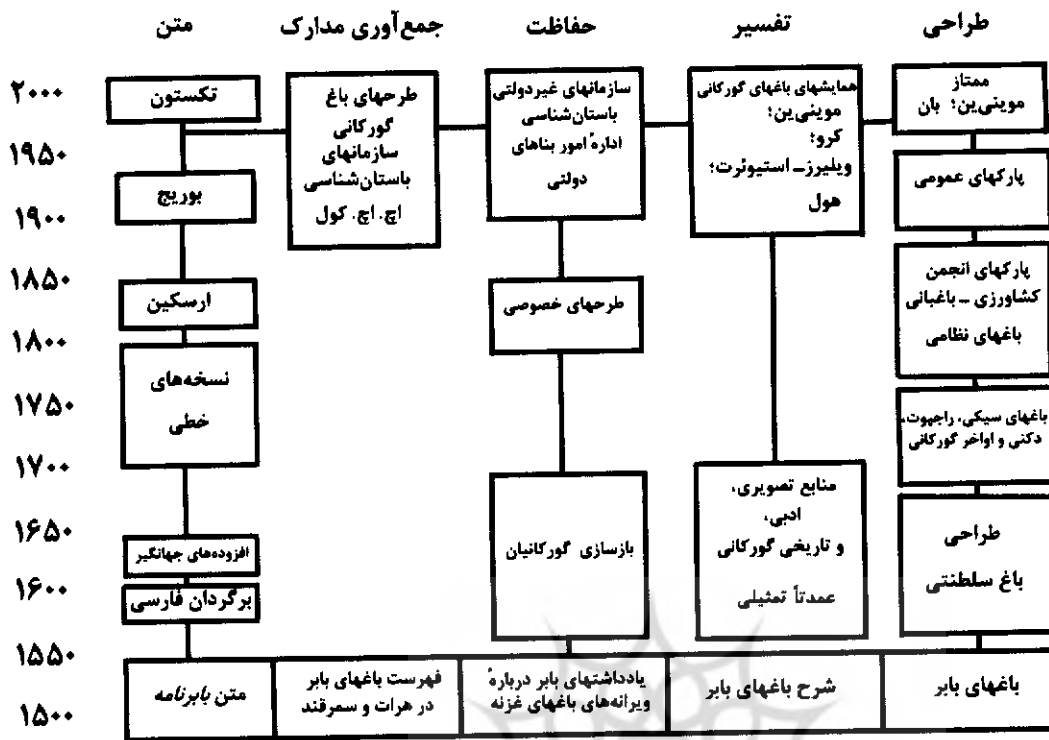 طراحی
تفسیر
حفاظت
جمع‌آوری مدارک
متن
۲۰۰۰
۱۹۵۰
۱۹۰۰
۱۸۵۰
۱۸۰۰
۱۷۵۰
۱۷۰۰
۱۶۵۰
۱۶۰۰
۱۵۵۰
۱۵۰۰
ممتاز
موینی‌ین؛ بان
پارکهای عمومی
پارکهای انجمن
کشاورزی ـ باغبانی
باغهای نظامی
باغهای سیکی، راجپوت،
دکنی و اواخر گورکانی
طراحی
باغ سلطنتی
باغهای بابر
همایشهای باغهای گورکانی
موینی‌ین؛
کرو؛
ویلیرز ـ استیوئرت؛
هول
منابع تصویری،
ادبی،
و تاریخی گورکانی
عمدتاً تمثیلی
شرح باغهای بابر
سازمانهای غیردولتی
باستان‌شناسی
ادارهٔ امور بناهای
دولتی
طرحهای خصوصی
بازسازی گورکانیان
یادداشتهای بابر دربارهٔ
ویرانه‌های باغهای غزنه
طرحهای باغ
گورکانی
سازمانهای
باستان‌شناسی
اچ. اچ. کول
فهرست باغهای بابر
در هرات و سمرقند
تکستون
بوریج
ارسکین
نسخه‌های
خطی
افزوده‌های جهانگیر
برگردان فارسی
متن بابرنامه